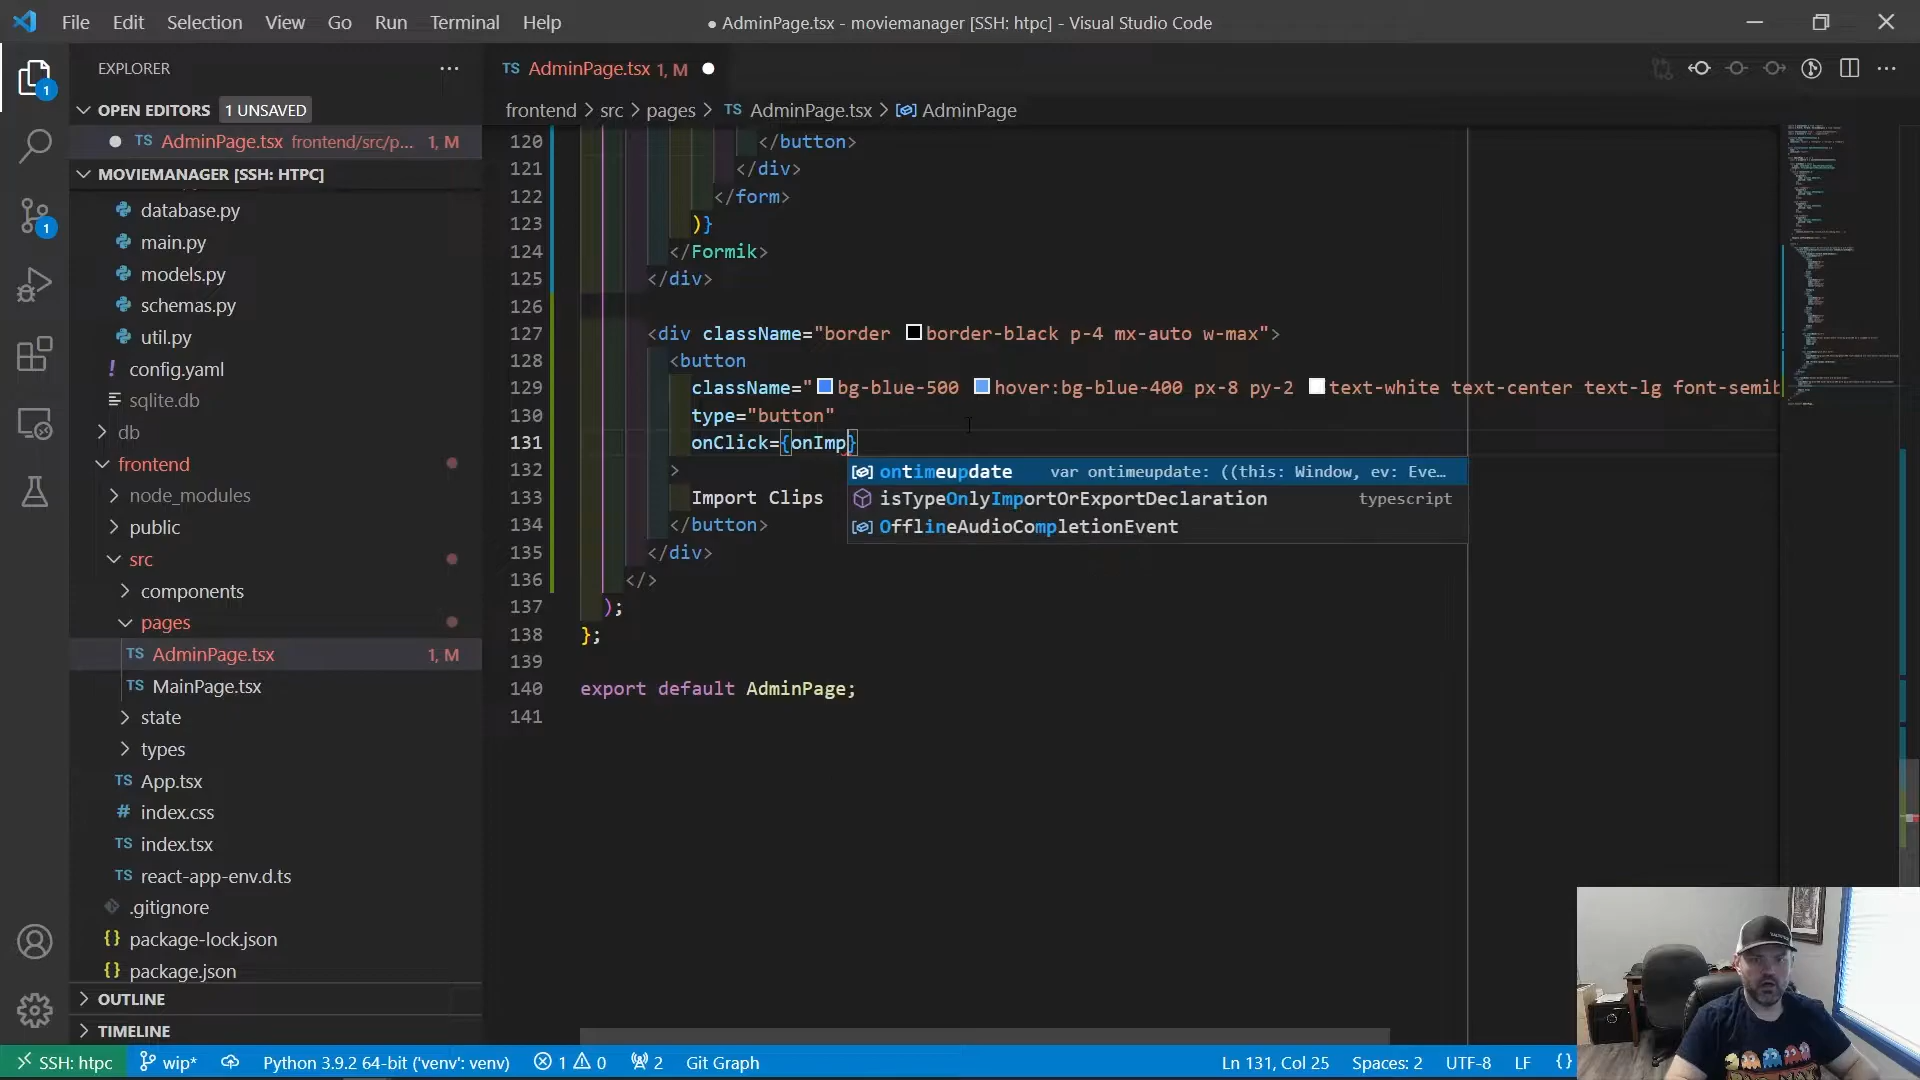 File Edit Selection View Go Run Terminal Help
● AdminPage.tsx - moviemanager [SSH: htpc] - Visual Studio Code
EXPLORER
OPEN EDITORS 1 UNSAVED
TS AdminPage.tsx frontend/src/p... 1, M
MOVIEMANAGER [SSH: HTPC]
database.py
main.py
models.py
schemas.py
util.py
! config.yaml
sqlite.db
db
frontend
node_modules
public
src
components
pages
TS AdminPage.tsx 1, M
TS MainPage.tsx
state
types
TS App.tsx
# index.css
TS index.tsx
TS react-app-env.d.ts
.gitignore
{} package-lock.json
{} package.json
OUTLINE
TIMELINE
1
1
TS AdminPage.tsx 1, M
frontend > src > pages > TS AdminPage.tsx > AdminPage
120 </button>
121 </div>
122 </form>
123 )}
124 </Formik>
125 </div>
126
127 <div className="border border-black p-4 mx-auto w-max">
128 <button
129 className="bg-blue-500 hover:bg-blue-400 px-8 py-2 text-white text-center text-lg font-semib
130 type="button"
131 onClick={onImp}
132 >
133 Import Clips
134 </button>
135 </div>
136 </>
137 );
138 };
139
140 export default AdminPage;
141
ontimeupdate var ontimeupdate: ((this: Window, ev: Eve...
isTypeOnlyImportOrExportDeclaration typescript
OfflineAudioCompletionEvent
SSH: htpc wip* Python 3.9.2 64-bit ('venv': venv) 1 0 2 Git Graph Ln 131, Col 25 Spaces: 2 UTF-8 LF {}